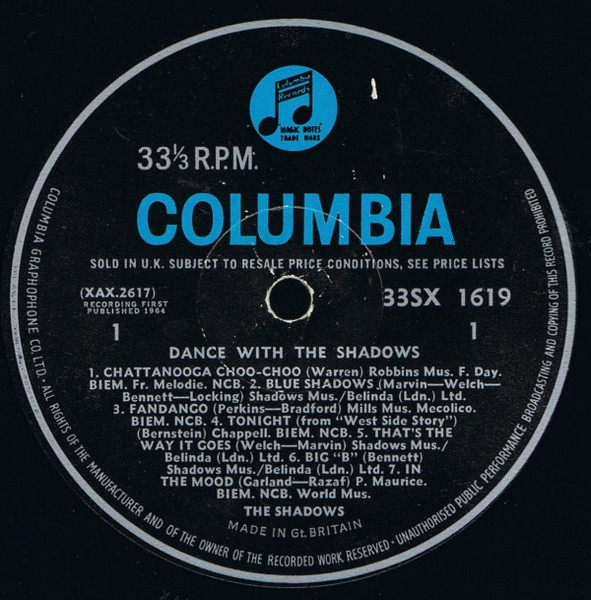 Columbia
Records
MAGIC NOTES
TRADE MARK
33⅓ R.P.M.
COLUMBIA
SOLD IN U.K. SUBJECT TO RESALE PRICE CONDITIONS, SEE PRICE LISTS
(XAX.2617)
RECORDING FIRST
PUBLISHED 1964
33SX 1619
1
1
DANCE WITH THE SHADOWS
1. CHATTANOOGA CHOO-CHOO (Warren) Robbins Mus. F. Day.
BIEM. Fr. Melodie. NCB. 2. BLUE SHADOWS (Marvin—Welch—
Bennett—Locking) Shadows Mus./Belinda (Ldn.) Ltd.
3. FANDANGO (Perkins—Bradford) Mills Mus. Mecolico.
BIEM. NCB. 4. TONIGHT (from "West Side Story")
(Bernstein) Chappell. BIEM. NCB. 5. THAT'S THE
WAY IT GOES (Welch—Marvin) Shadows Mus./
Belinda (Ldn.) Ltd. 6. BIG "B" (Bennett)
Shadows Mus./Belinda (Ldn.) Ltd. 7. IN
THE MOOD (Garland—Razaf) P. Maurice.
BIEM. NCB. World Mus.
THE SHADOWS
MADE IN Gt. BRITAIN
COLUMBIA GRAPHOPHONE CO. LTD. · ALL RIGHTS OF THE MANUFACTURER AND OF THE OWNER OF THE RECORDED WORK RESERVED · UNAUTHORISED PUBLIC PERFORMANCE BROADCASTING AND COPYING OF THIS RECORD PROHIBITED